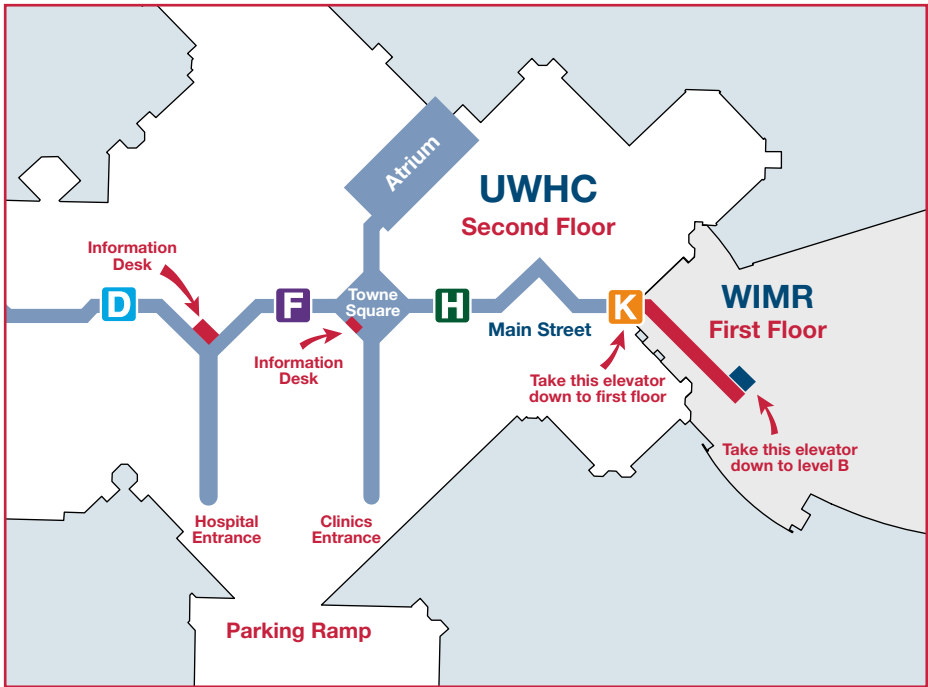 Atrium
UWHC
Second Floor
Information
Desk
D
F
Towne
Square
H
Main Street
K
WIMR
First Floor
Information
Desk
Take this elevator
down to first floor
Take this elevator
down to level B
Hospital
Entrance
Clinics
Entrance
Parking Ramp